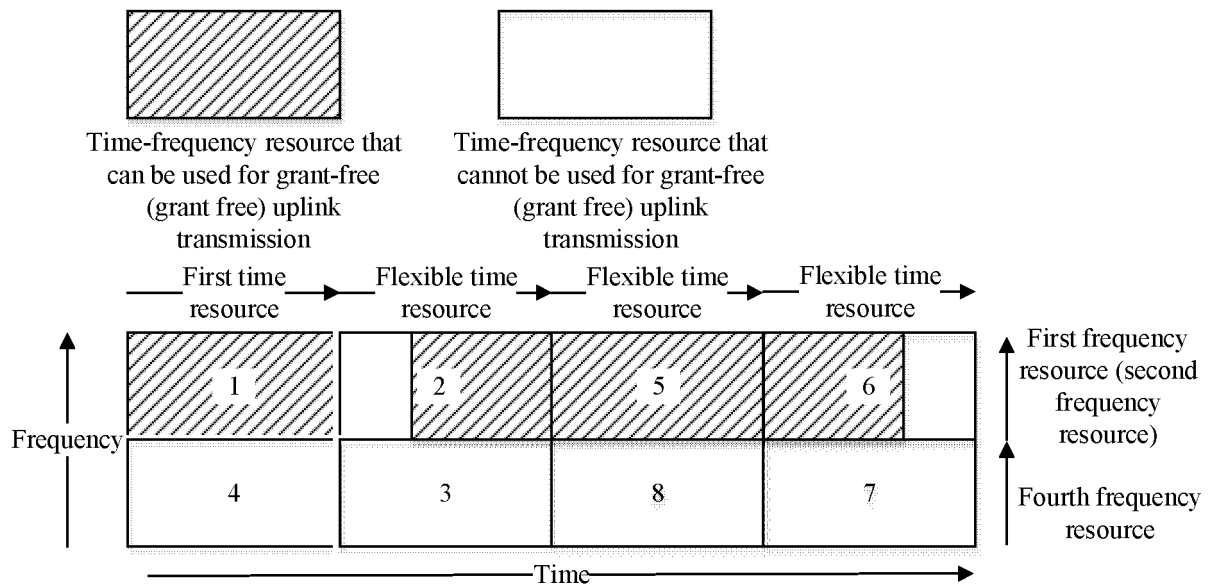 Time-frequency resource that
can be used for grant-free
(grant free) uplink
transmission
Time-frequency resource that
cannot be used for grant-free
(grant free) uplink
transmission
First time
resource
Flexible time
resource
Flexible time
resource
Flexible time
resource
1
2
5
6
First frequency
resource (second
frequency
resource)
Frequency
4
3
8
7
Fourth frequency
resource
Time